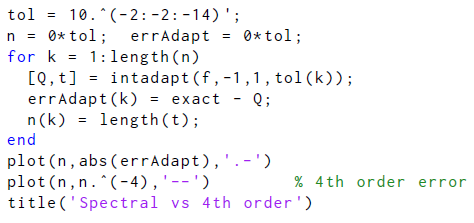 tol = 10.^(-2:-2:-14)';
n = 0*tol;  errAdapt = 0*tol;
for k = 1:length(n)
  [Q,t] = intadapt(f,-1,1,tol(k));
  errAdapt(k) = exact - Q;
  n(k) = length(t);
end
plot(n,abs(errAdapt),'.-')
plot(n,n.^(-4),'--')        % 4th order error
title('Spectral vs 4th order')